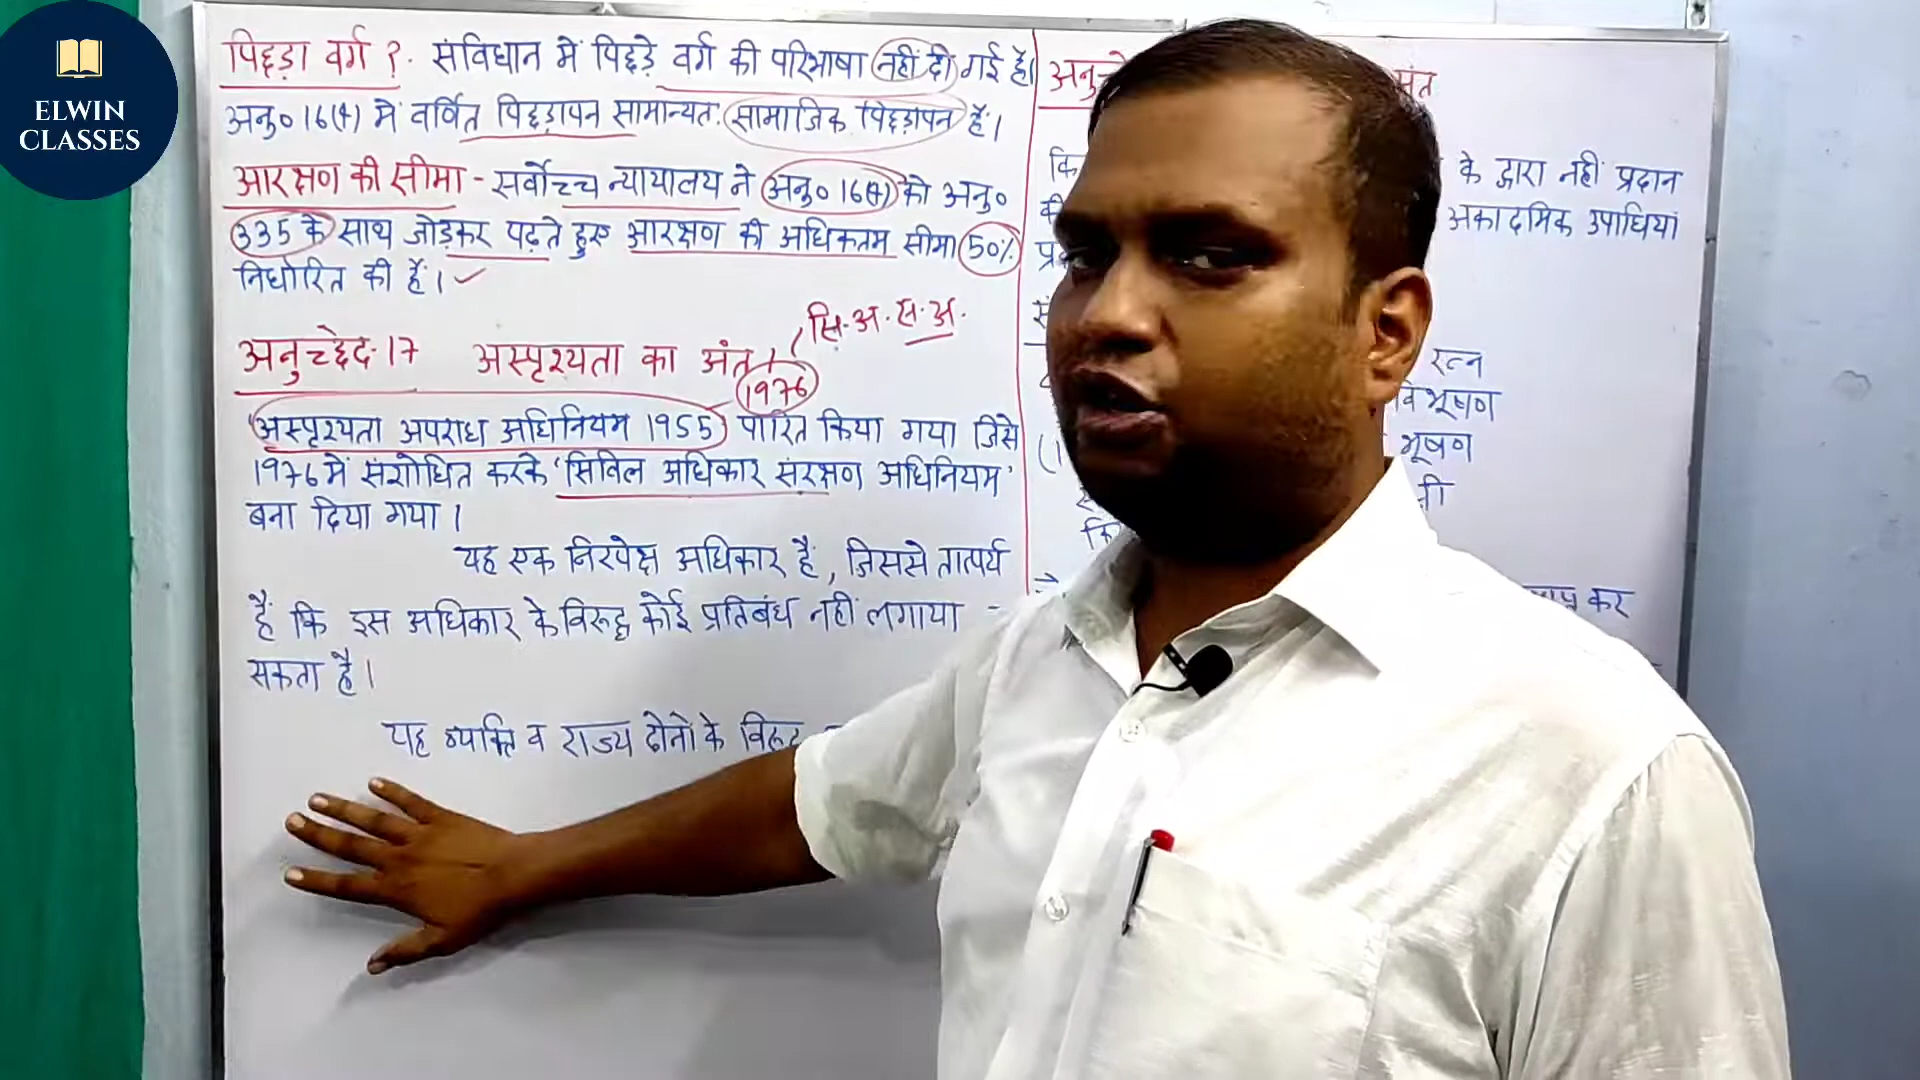 ELWIN
CLASSES
पिछड़ा वर्ग ? संविधान में पिछड़े वर्ग की परिभाषा नहीं दी गई है।
अनु० 16(4) में वर्णित पिछड़ापन सामान्यतः सामाजिक पिछड़ापन है।
आरक्षण की सीमा - सर्वोच्च न्यायालय ने अनु० 16(4) को अनु०
335 के साथ जोड़कर पढ़ते हुए आरक्षण की अधिकतम सीमा 50%
निर्धारित की है।
सि. अ. सं. अ.
अनुच्छेद-17 अस्पृश्यता का अंत
1976
अस्पृश्यता अपराध अधिनियम 1955 पारित किया गया जिसे
1976 में संशोधित करके 'सिविल अधिकार संरक्षण अधिनियम'
बना दिया गया।
यह एक निरपेक्ष अधिकार है, जिससे तात्पर्य
है कि इस अधिकार के विरुद्ध कोई प्रतिबंध नहीं लगाया -
सकता है।
यह व्यक्ति व राज्य दोनों के विरुद्ध
के द्वारा नहीं प्रदान
अकादमिक उपाधियां
रत्न
विभूषण
भूषण
कर